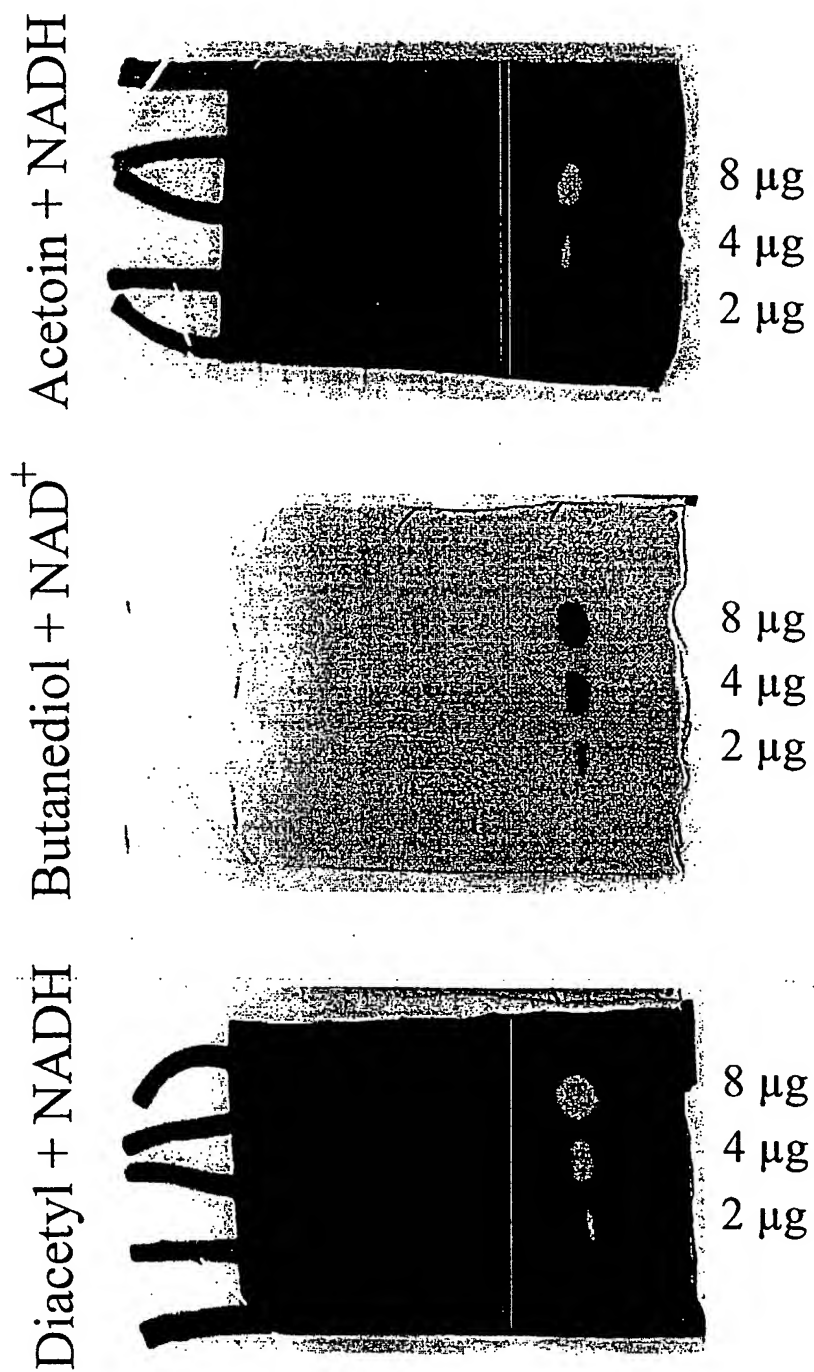 Acetoin + NADH
8 µg
4 µg
2 µg
Butanediol + NAD⁺
8 µg
4 µg
2 µg
Diacetyl + NADH
8 µg
4 µg
2 µg